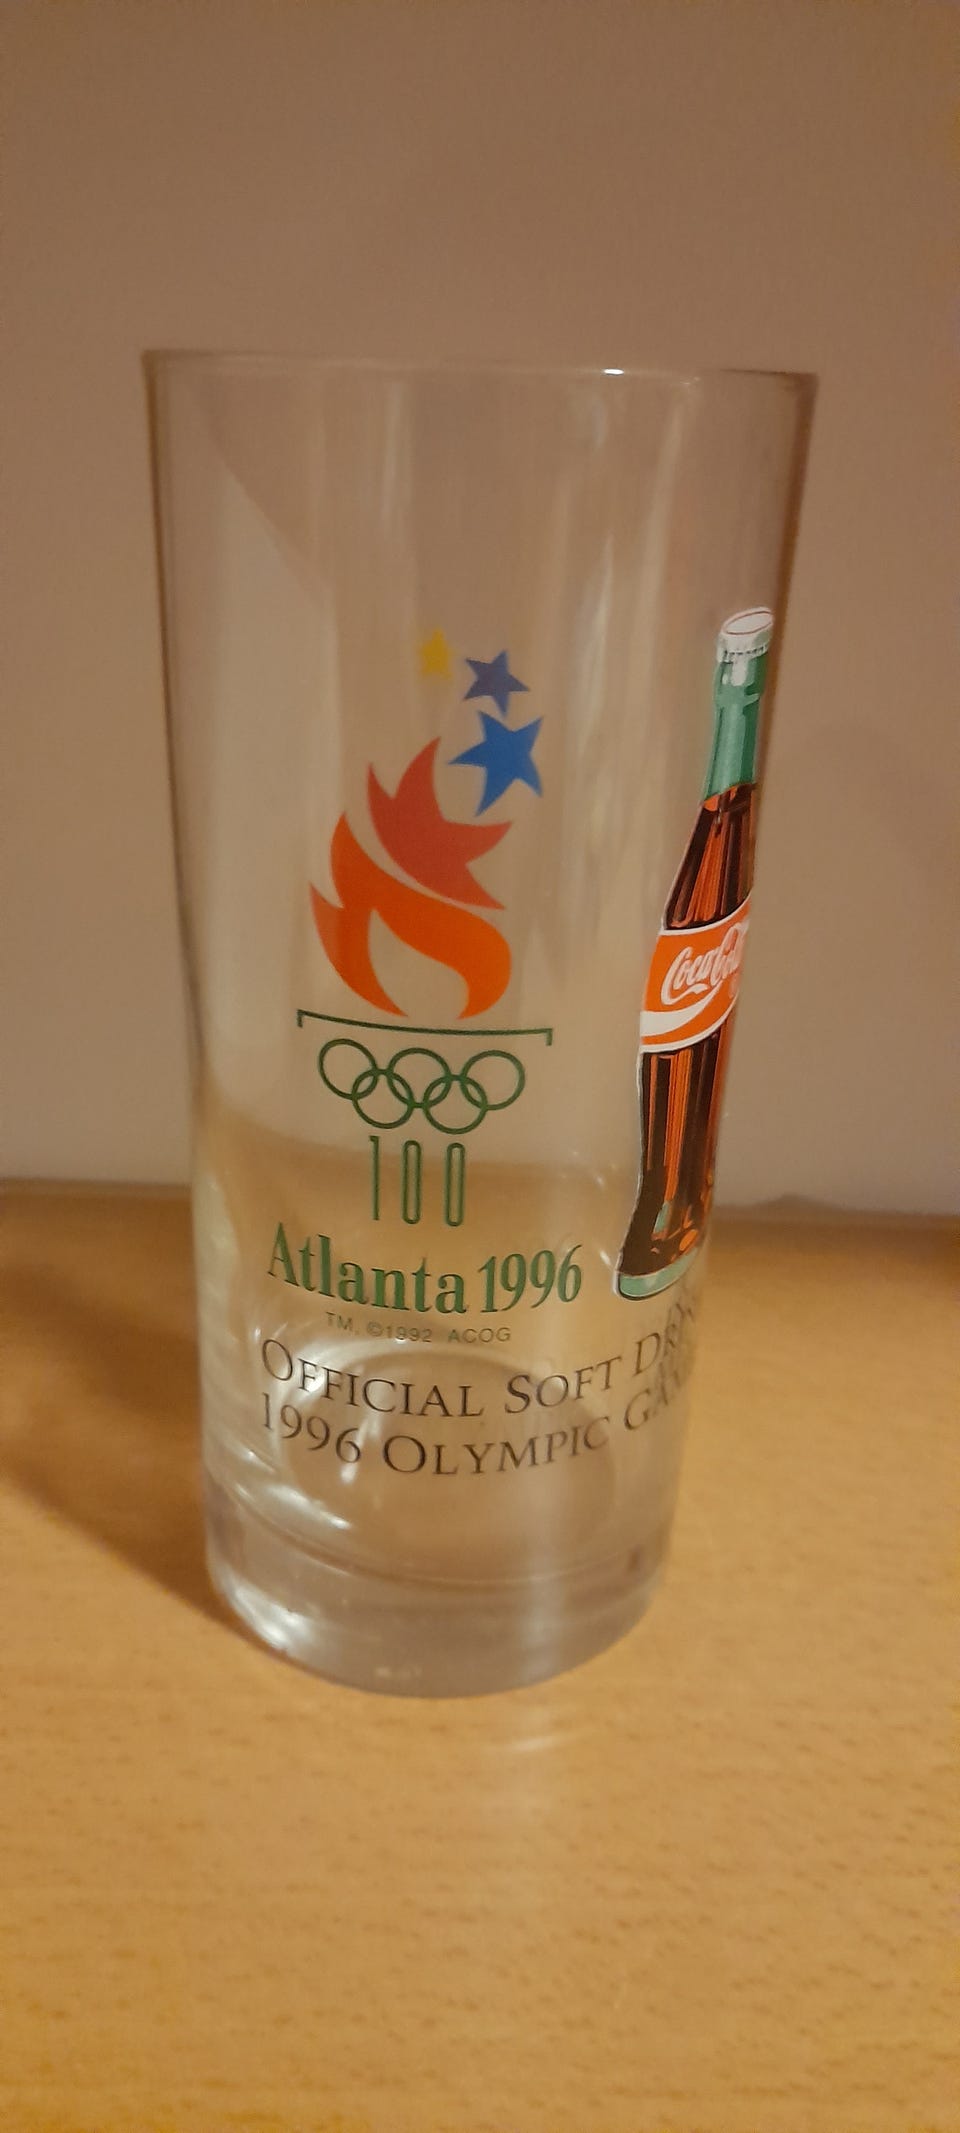 100
Atlanta 1996
TM, ©1992 ACOG
Coca-Cola
OFFICIAL SOFT
1996 OLYMPIC